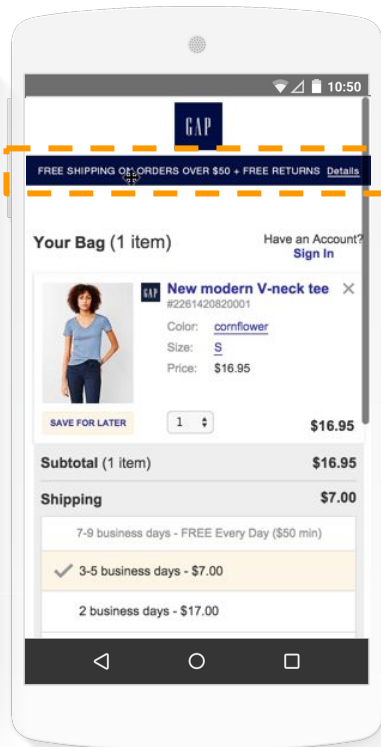 10:50
GAP
FREE SHIPPING ON ORDERS OVER $50 + FREE RETURNS Details
Your Bag (1 item)
Have an Account?
Sign In
GAP New modern V-neck tee
#2261420820001
Color: cornflower
Size: S
Price: $16.95
SAVE FOR LATER 1 $16.95
Subtotal (1 item) $16.95
Shipping $7.00
7-9 business days - FREE Every Day ($50 min)
3-5 business days - $7.00
2 business days - $17.00